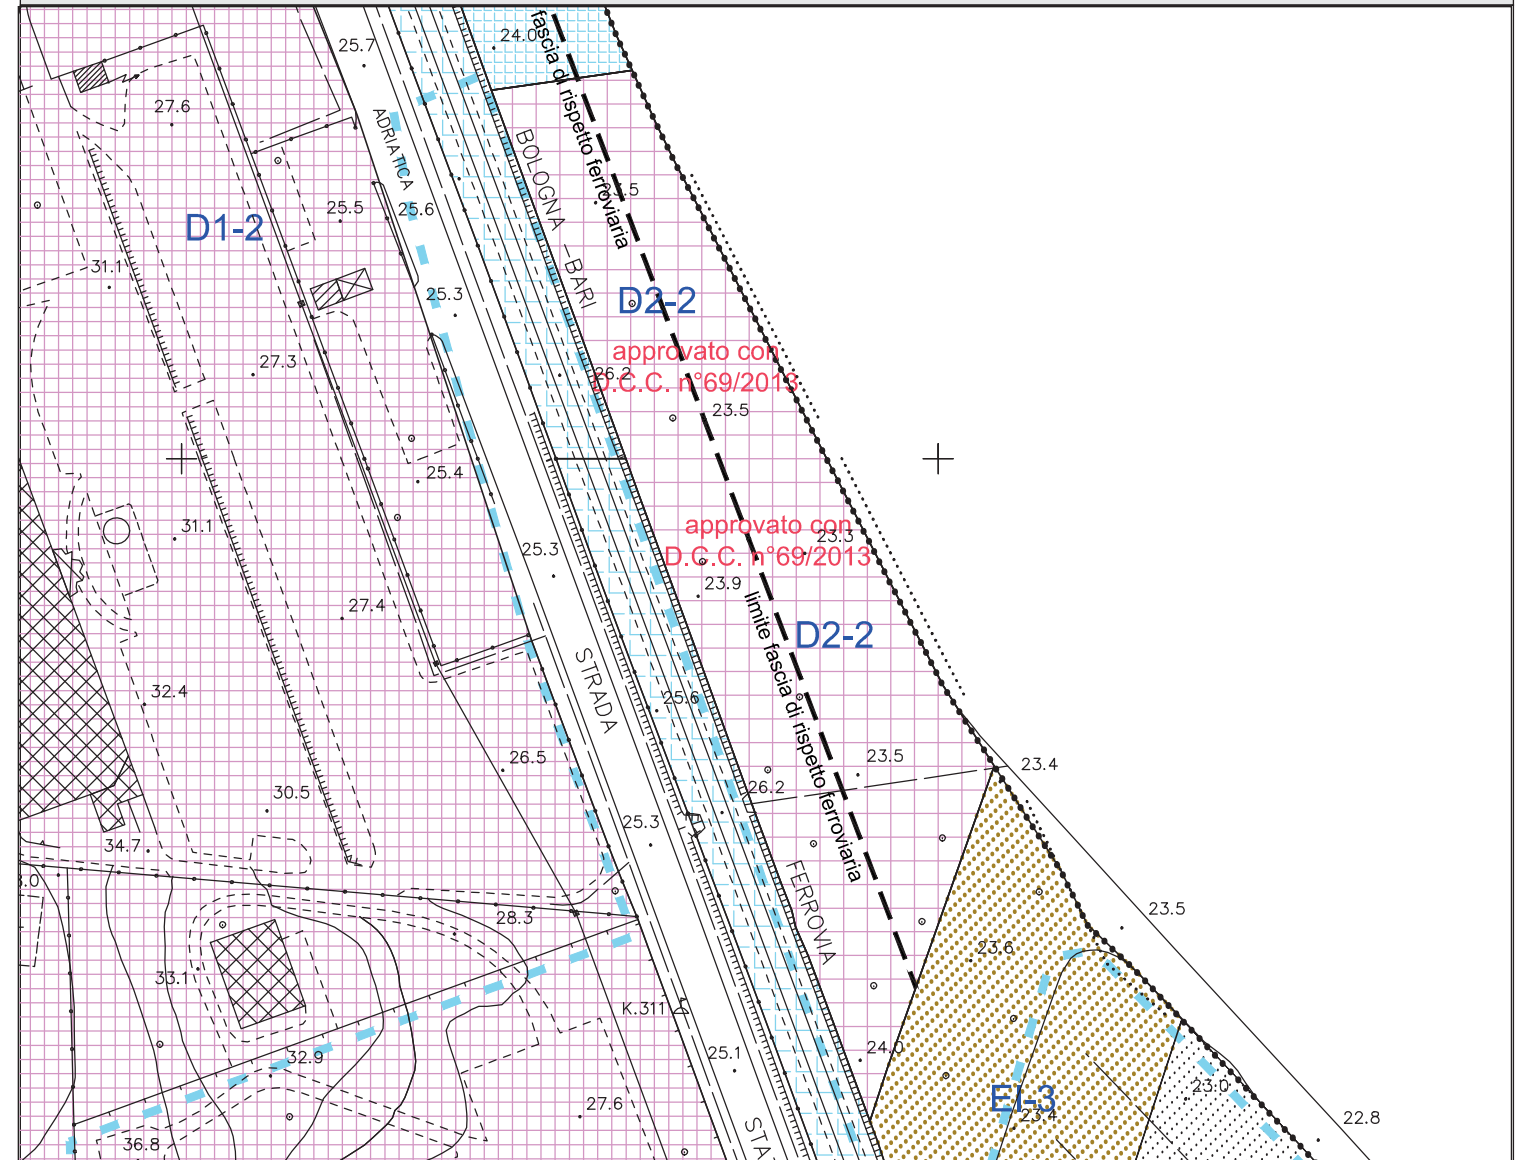 25.7
24.0
fascia di rispetto ferroviaria
27.6
ADRIATICA
BOLOGNA -BARI
23.5
25.5
25.6
D1-2
31.1
25.3
D2-2
approvato con
D.C.C. n°69/2013
27.3
26.2
23.5
25.4
31.1
approvato con
D.C.C. n°69/2013
23.3
25.3
23.9
27.4
limite fascia di rispetto ferroviaria
D2-2
STRADA
32.4
25.6
26.5
23.5
23.4
26.2
30.5
25.3
34.7
FERROVIA
28.3
23.5
23.6
33.1
K.311
32.9
25.1
24.0
EI-3
23.4
23.0
27.6
22.8
36.8
STA